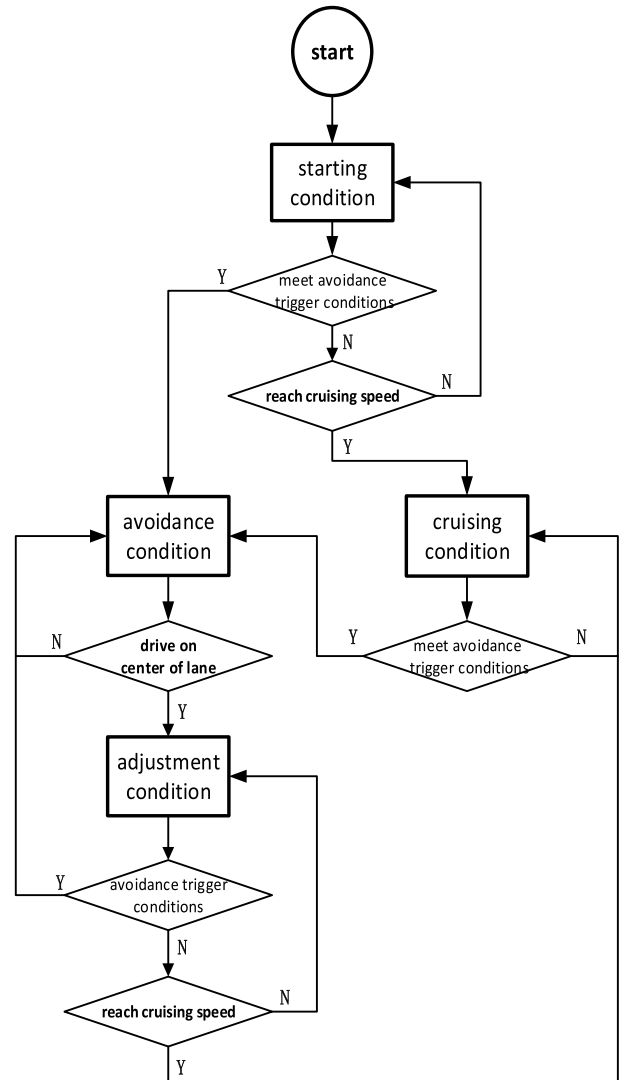 start
starting
condition
Y
meet avoidance
trigger conditions
N
reach cruising speed
N
Y
avoidance
condition
cruising
condition
N
drive on
center of lane
Y
meet avoidance
trigger conditions
N
Y
adjustment
condition
Y
avoidance trigger
conditions
N
reach cruising speed
N
Y